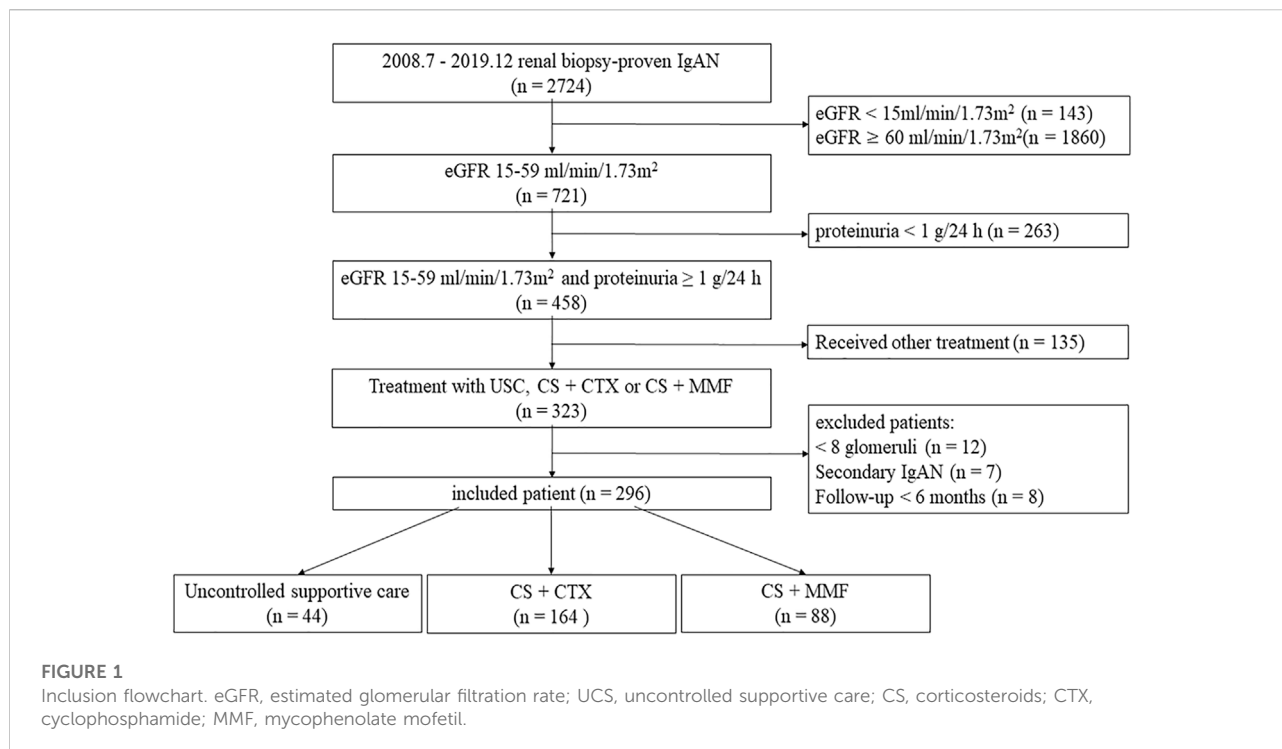 2008.7 - 2019.12 renal biopsy-proven IgAN
(n = 2724)
eGFR < 15ml/min/1.73m² (n = 143)
eGFR ≥ 60 ml/min/1.73m²(n = 1860)
eGFR 15-59 ml/min/1.73m²
(n = 721)
proteinuria < 1 g/24 h (n = 263)
eGFR 15-59 ml/min/1.73m² and proteinuria ≥ 1 g/24 h
(n = 458)
Received other treatment (n = 135)
Treatment with USC, CS + CTX or CS + MMF
(n = 323)
excluded patients:
< 8 glomeruli (n = 12)
Secondary IgAN (n = 7)
Follow-up < 6 months (n = 8)
included patient (n = 296)
Uncontrolled supportive care
(n = 44)
CS + CTX
(n = 164 )
CS + MMF
(n = 88)
FIGURE 1
Inclusion flowchart. eGFR, estimated glomerular filtration rate; UCS, uncontrolled supportive care; CS, corticosteroids; CTX,
cyclophosphamide; MMF, mycophenolate mofetil.